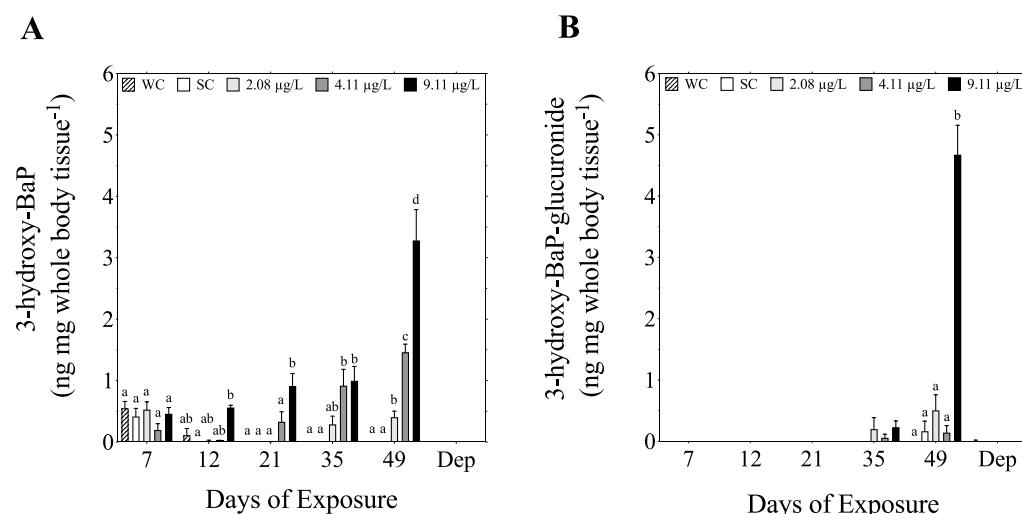 A
B
WC SC 2.08 µg/L 4.11 µg/L 9.11 µg/L
WC SC 2.08 µg/L 4.11 µg/L 9.11 µg/L
3-hydroxy-BaP
(ng mg whole body tissue-1)
6
5
4
3
2
1
0
a a a a a
ab a ab ab b
a a a a b
a a ab b b
a a b c d
7 12 21 35 49 Dep
Days of Exposure
3-hydroxy-BaP-glucuronide
(ng mg whole body tissue-1)
6
5
4
3
2
1
0
a a a a b
7 12 21 35 49 Dep
Days of Exposure